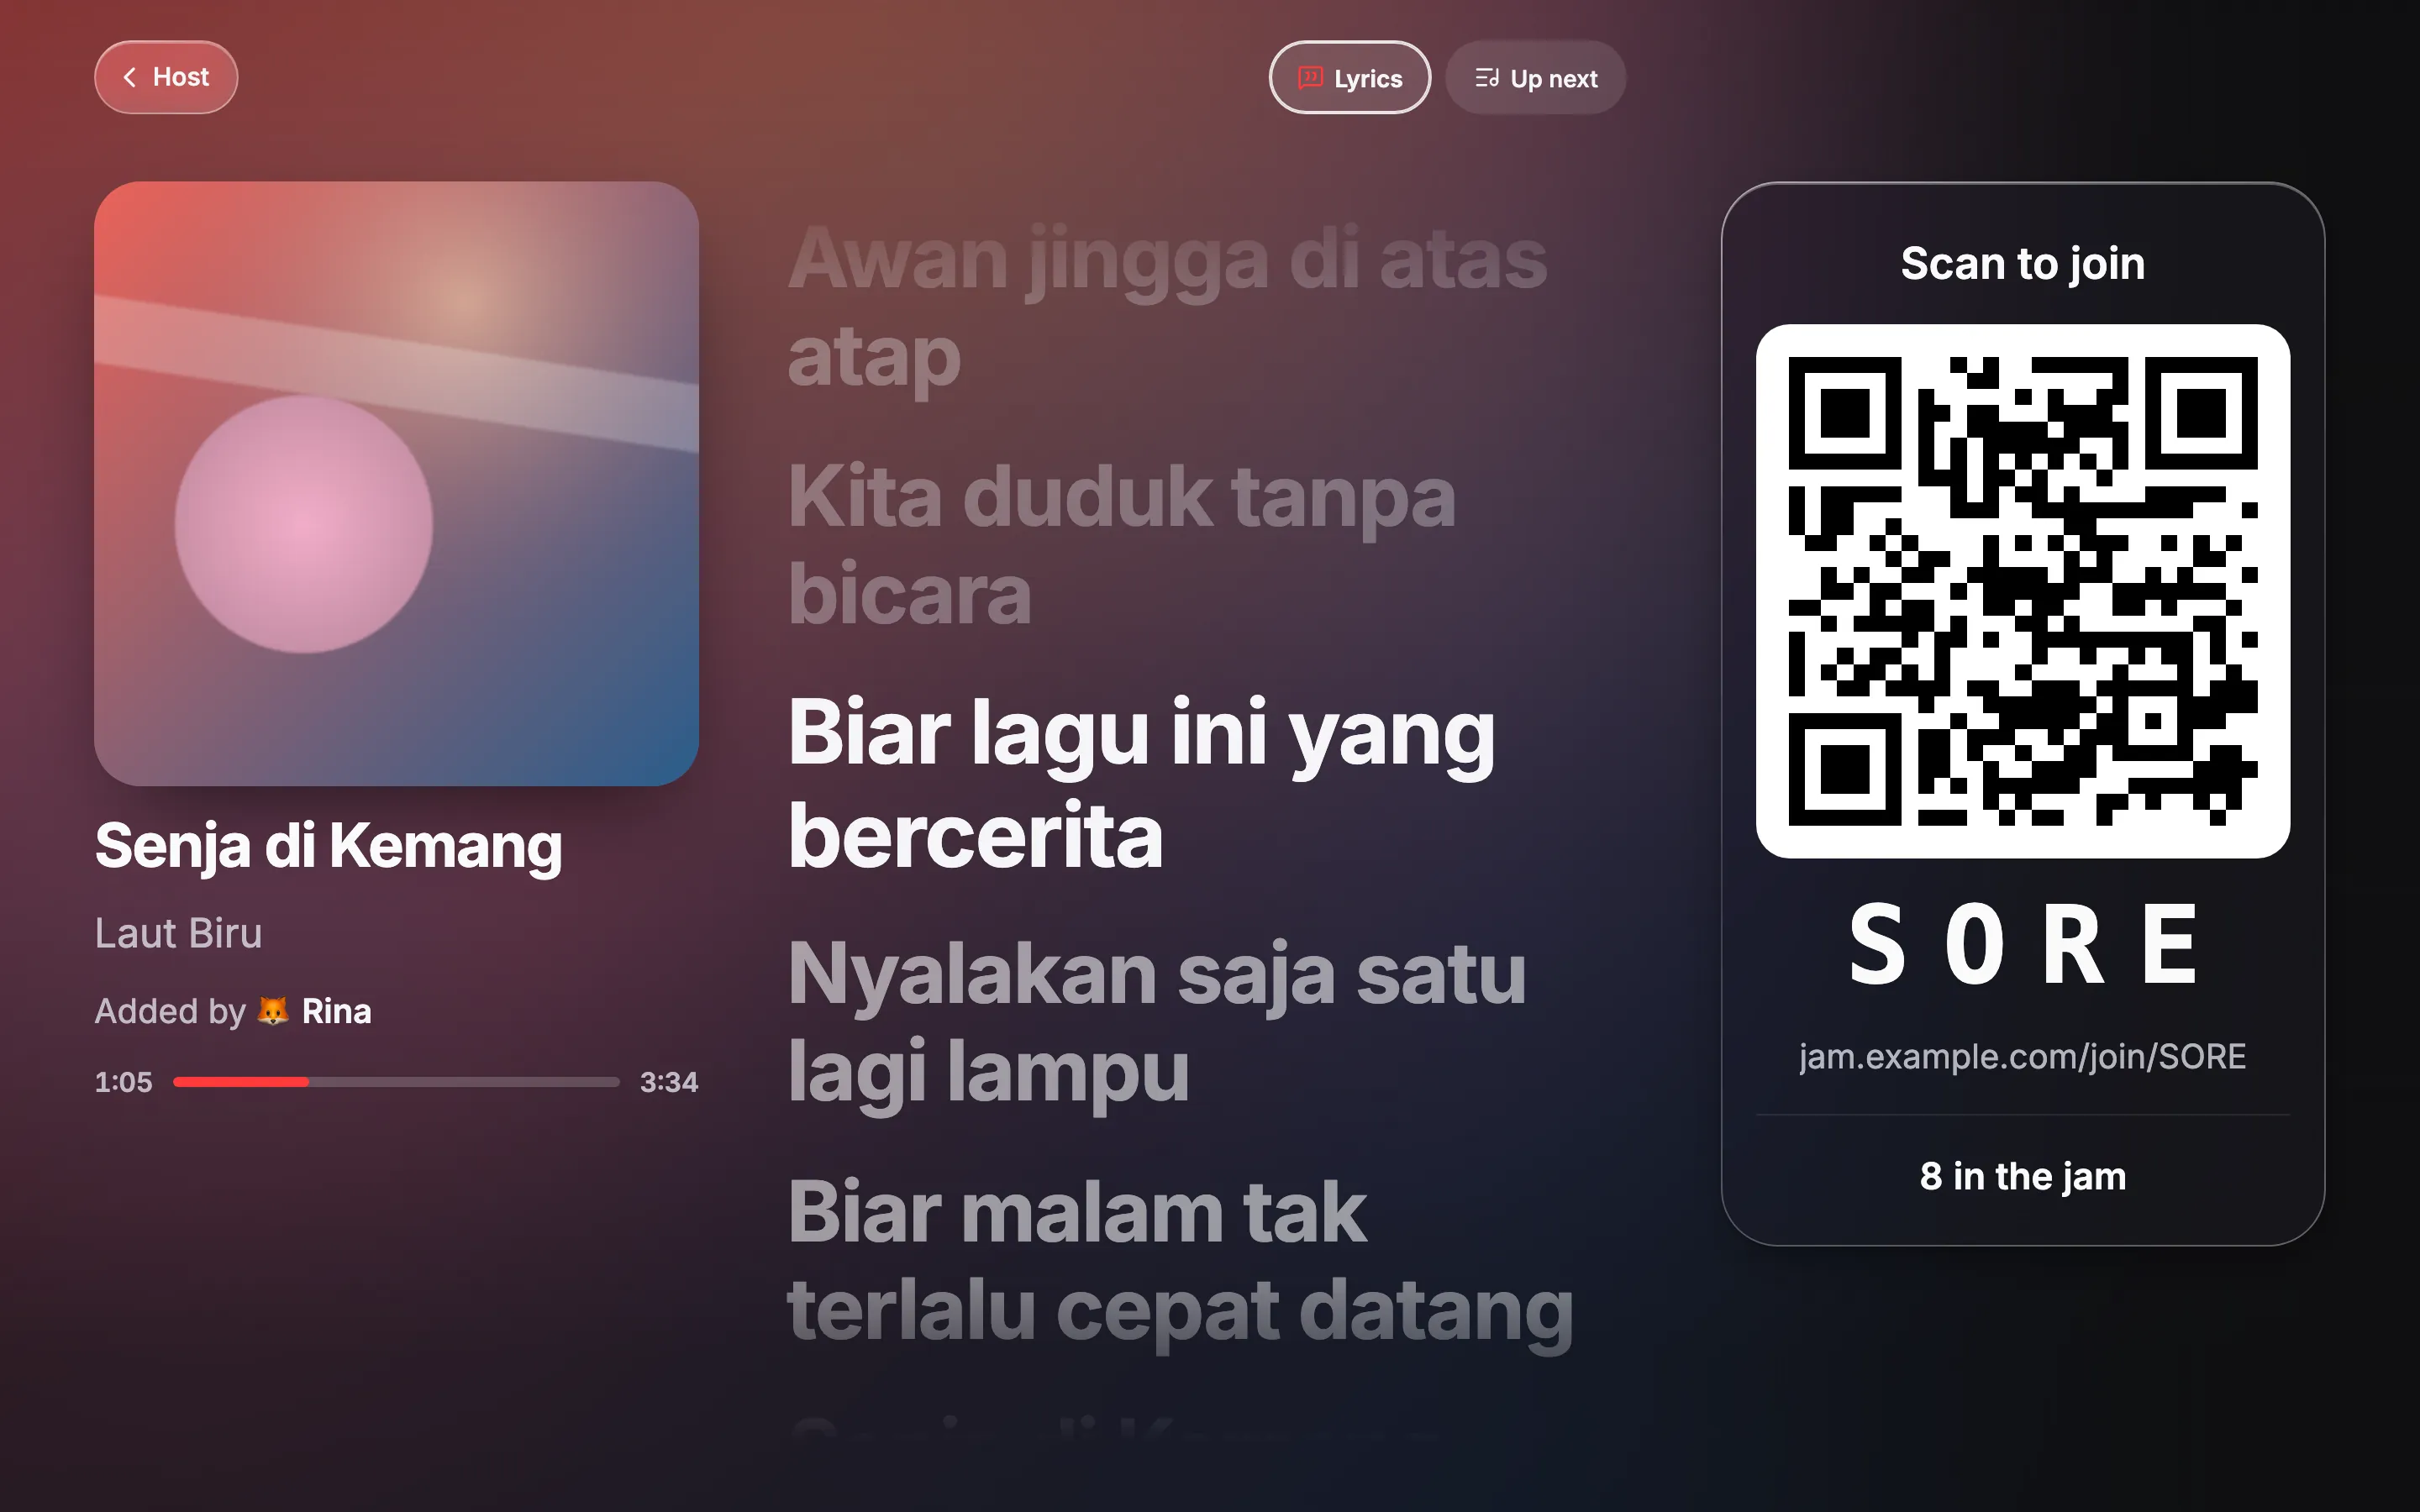 Host
Lyrics
Up next
Senja di Kemang
Laut Biru
Added by 🦊 Rina
1:05
3:34
Awan jingga di atas
atap
Kita duduk tanpa
bicara
Biar lagu ini yang
bercerita
Nyalakan saja satu
lagi lampu
Biar malam tak
terlalu cepat datang
Scan to join
SORE
jam.example.com/join/SORE
8 in the jam